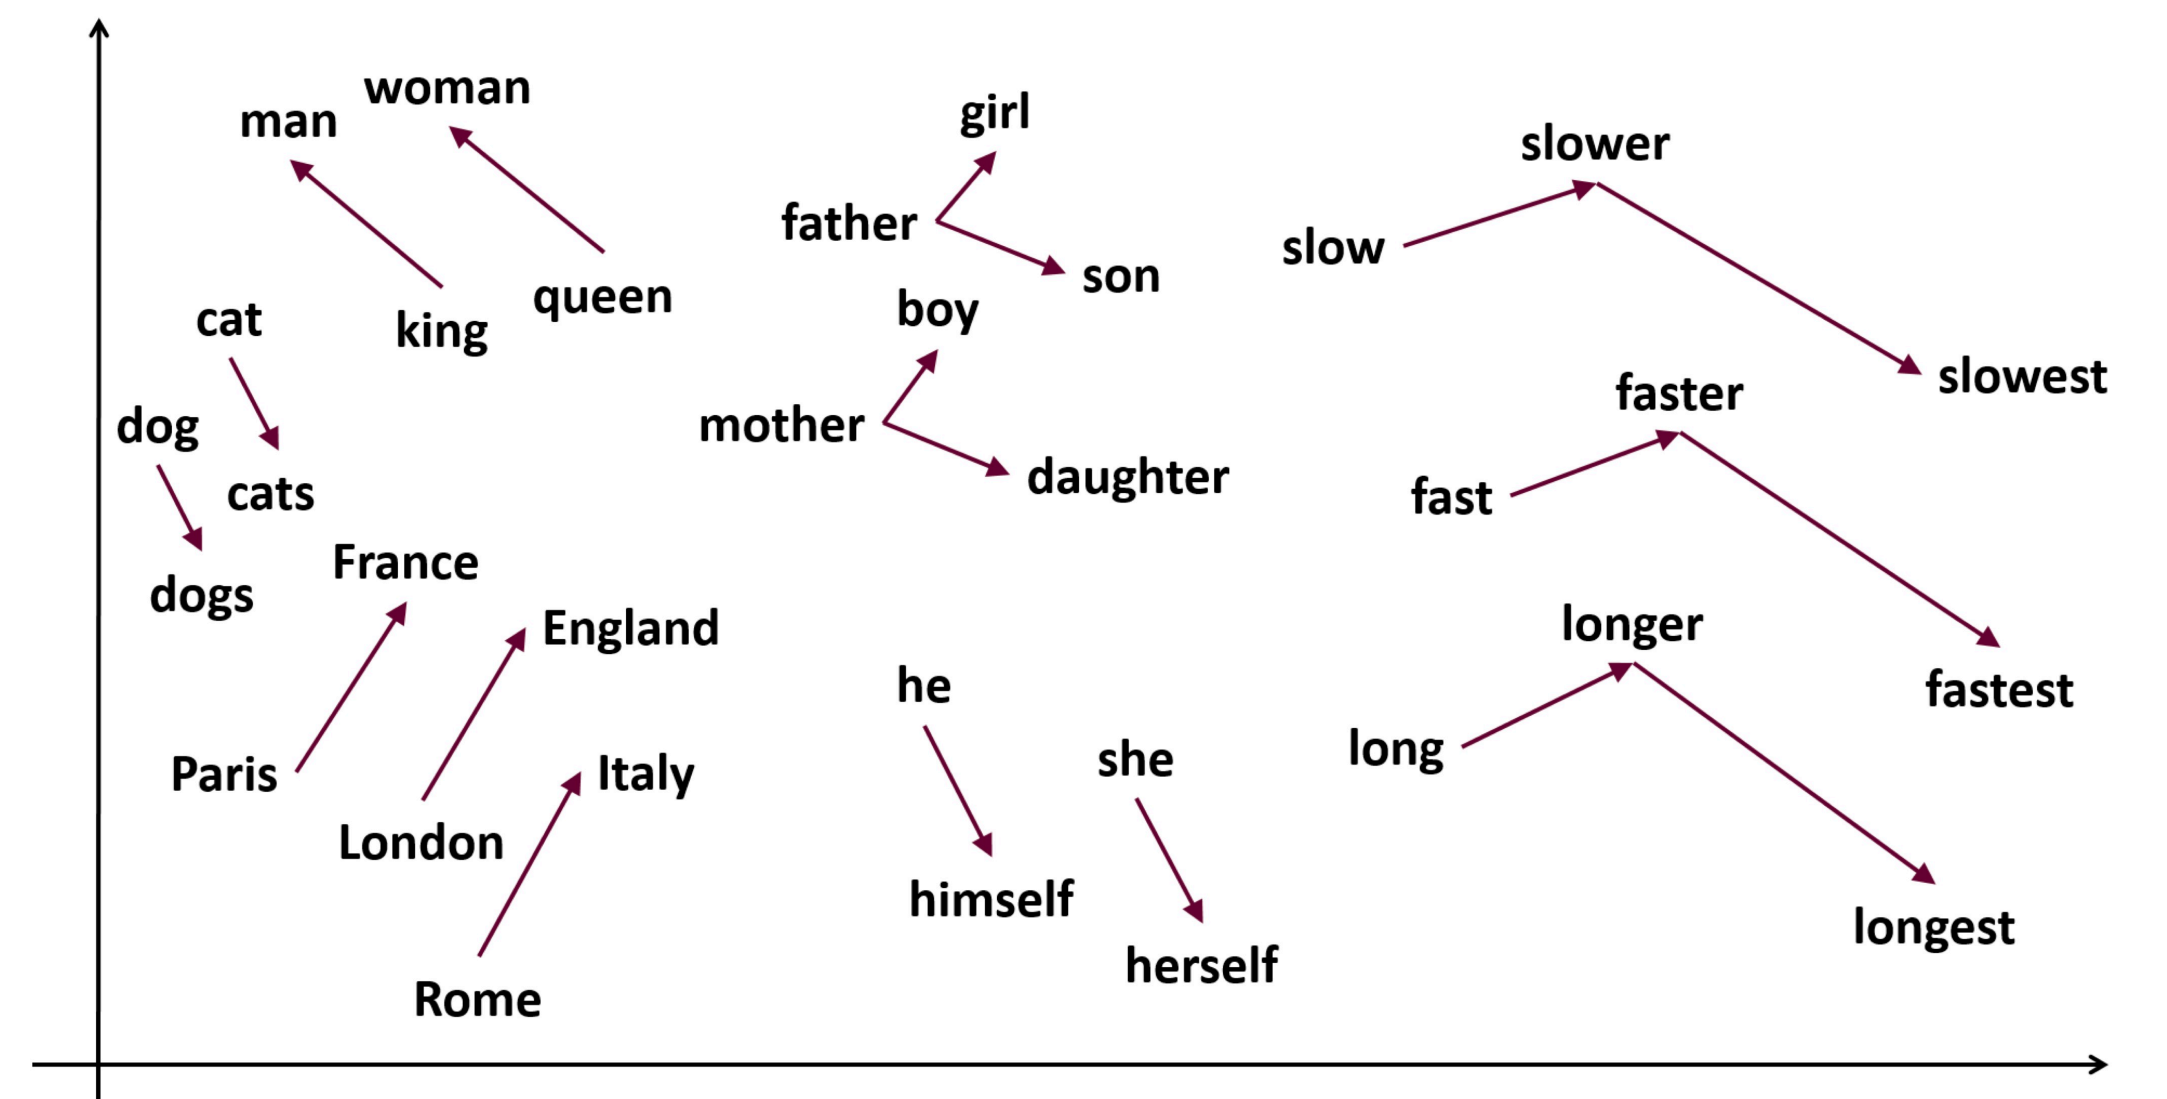 woman
man
girl
slower
father
slow
son
queen
boy
cat
king
slowest
faster
dog
mother
daughter
cats
fast
France
dogs
England
longer
he
fastest
she
long
Paris
Italy
London
himself
longest
herself
Rome